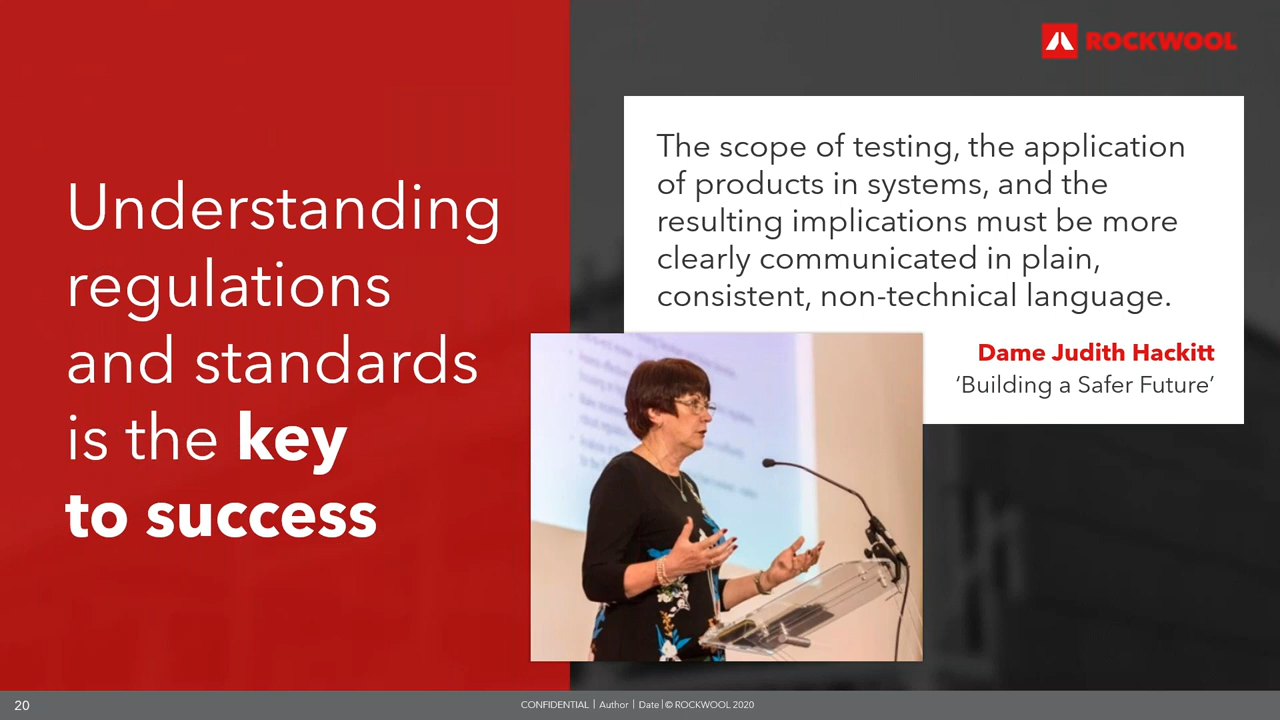 ROCKWOOL
Understanding
regulations
and standards
is the key
to success
The scope of testing, the application
of products in systems, and the
resulting implications must be more
clearly communicated in plain,
consistent, non-technical language.
Dame Judith Hackitt
‘Building a Safer Future’
20
CONFIDENTIAL | Author | Date | © ROCKWOOL 2020